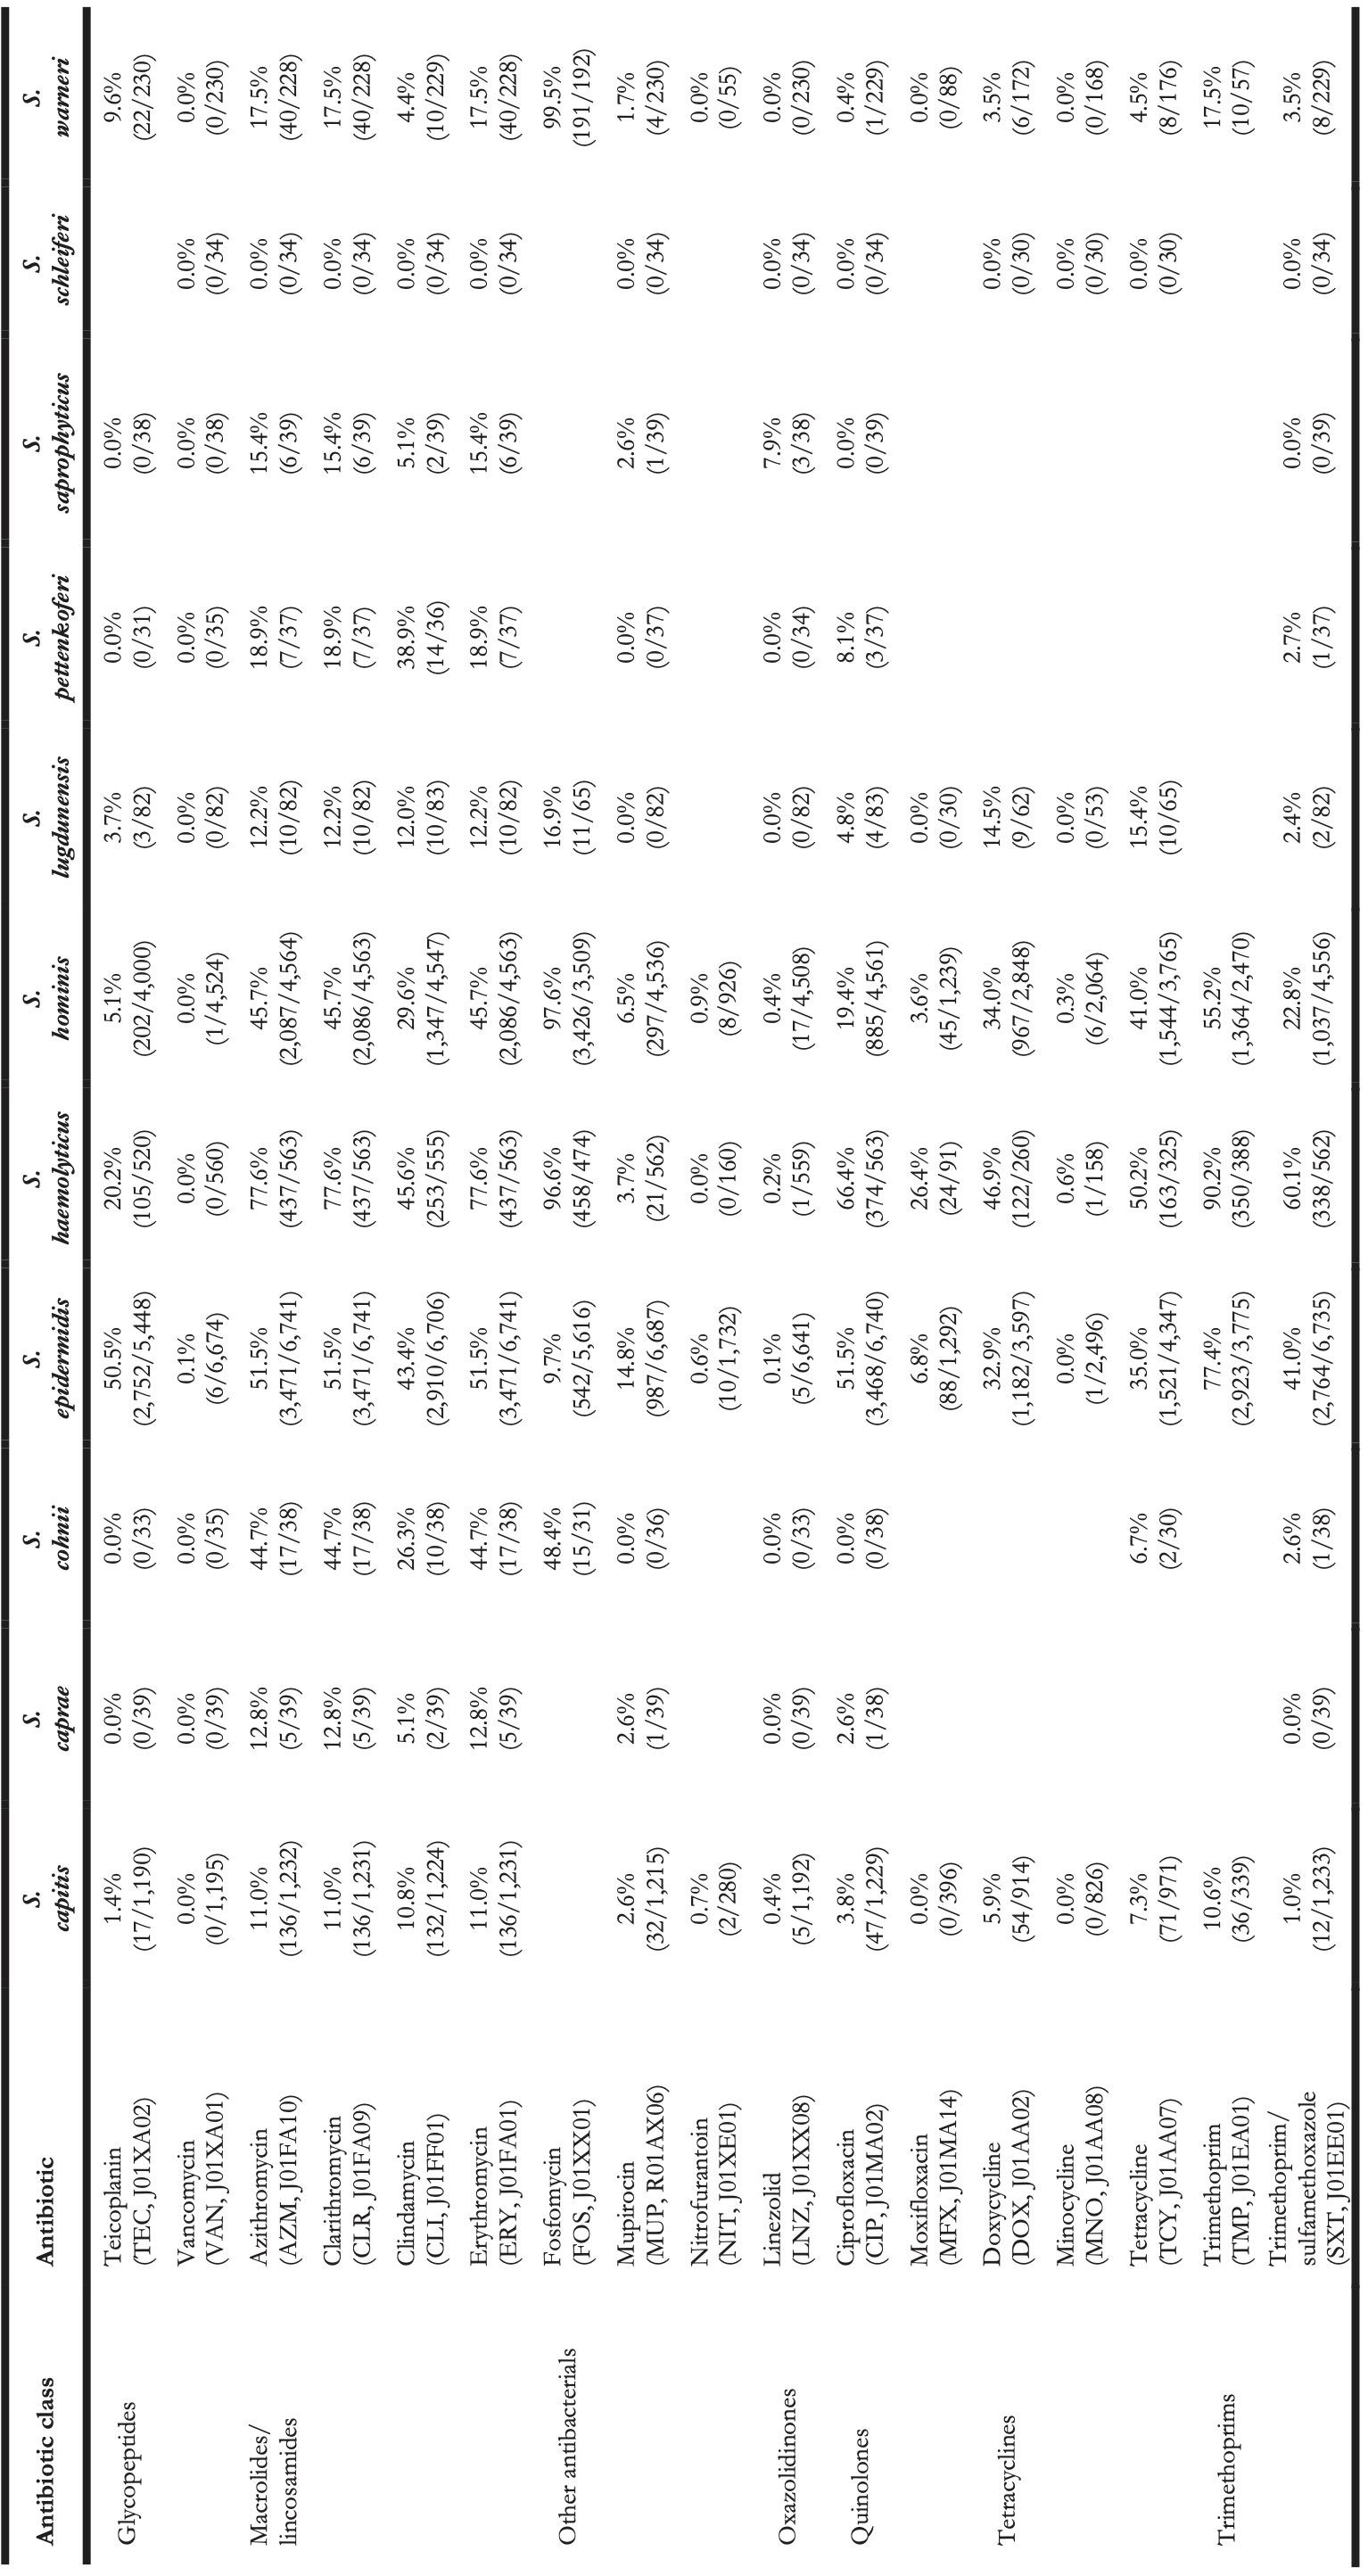 Antibiotic class Antibiotic S. capitis S. caprae S. cohnii S. epidermidis S. haemolyticus S. hominis S. lugdunensis S. pettenkoferi S. saprophyticus S. schleiferi S. warneri
Glycopeptides Teicoplanin 1.4% 0.0% 0.0% 50.5% 20.2% 5.1% 3.7% 0.0% 0.0% 9.6%
(TEC, J01XA02) (17/1,190) (0/39) (0/33) (2,752/5,448) (105/520) (202/4,000) (3/82) (0/31) (0/38) (22/230)
Vancomycin 0.0% 0.0% 0.0% 0.1% 0.0% 0.0% 0.0% 0.0% 0.0% 0.0% 0.0%
(VAN, J01XA01) (0/1,195) (0/39) (0/35) (6/6,674) (0/560) (1/4,524) (0/82) (0/35) (0/38) (0/34) (0/230)
Macrolides/ Azithromycin 11.0% 12.8% 44.7% 51.5% 77.6% 45.7% 12.2% 18.9% 15.4% 0.0% 17.5%
lincosamides (AZM, J01FA10) (136/1,232) (5/39) (17/38) (3,471/6,741) (437/563) (2,087/4,564) (10/82) (7/37) (6/39) (0/34) (40/228)
Clarithromycin 11.0% 12.8% 44.7% 51.5% 77.6% 45.7% 12.2% 18.9% 15.4% 0.0% 17.5%
(CLR, J01FA09) (136/1,231) (5/39) (17/38) (3,471/6,741) (437/563) (2,086/4,563) (10/82) (7/37) (6/39) (0/34) (40/228)
Clindamycin 10.8% 5.1% 26.3% 43.4% 45.6% 29.6% 12.0% 38.9% 5.1% 0.0% 4.4%
(CLI, J01FF01) (132/1,224) (2/39) (10/38) (2,910/6,706) (253/555) (1,347/4,547) (10/83) (14/36) (2/39) (0/34) (10/229)
Erythromycin 11.0% 12.8% 44.7% 51.5% 77.6% 45.7% 12.2% 18.9% 15.4% 0.0% 17.5%
(ERY, J01FA01) (136/1,231) (5/39) (17/38) (3,471/6,741) (437/563) (2,086/4,563) (10/82) (7/37) (6/39) (0/34) (40/228)
Other antibacterials Fosfomycin 48.4% 9.7% 96.6% 97.6% 16.9% 99.5%
(FOS, J01XX01) (15/31) (542/5,616) (458/474) (3,426/3,509) (11/65) (191/192)
Mupirocin 2.6% 2.6% 0.0% 14.8% 3.7% 6.5% 0.0% 0.0% 2.6% 0.0% 1.7%
(MUP, R01AX06) (32/1,215) (1/39) (0/36) (987/6,687) (21/562) (297/4,536) (0/82) (0/37) (1/39) (0/34) (4/230)
Nitrofurantoin 0.7% 0.6% 0.0% 0.9% 0.0%
(NIT, J01XE01) (2/280) (10/1,732) (0/160) (8/926) (0/55)
Oxazolidinones Linezolid 0.4% 0.0% 0.0% 0.1% 0.2% 0.4% 0.0% 0.0% 7.9% 0.0% 0.0%
(LNZ, J01XX08) (5/1,192) (0/39) (0/33) (5/6,641) (1/559) (17/4,508) (0/82) (0/34) (3/38) (0/34) (0/230)
Quinolones Ciprofloxacin 3.8% 2.6% 0.0% 51.5% 66.4% 19.4% 4.8% 8.1% 0.0% 0.0% 0.4%
(CIP, J01MA02) (47/1,229) (1/38) (0/38) (3,468/6,740) (374/563) (885/4,561) (4/83) (3/37) (0/39) (0/34) (1/229)
Moxifloxacin 0.0% 6.8% 26.4% 3.6% 0.0% 0.0%
(MFX, J01MA14) (0/396) (88/1,292) (24/91) (45/1,239) (0/30) (0/88)
Tetracyclines Doxycycline 5.9% 32.9% 46.9% 34.0% 14.5% 0.0% 3.5%
(DOX, J01AA02) (54/914) (1,182/3,597) (122/260) (967/2,848) (9/62) (0/30) (6/172)
Minocycline 0.0% 0.0% 0.6% 0.3% 0.0% 0.0% 0.0%
(MNO, J01AA08) (0/826) (1/2,496) (1/158) (6/2,064) (0/53) (0/30) (0/168)
Tetracycline 7.3% 6.7% 35.0% 50.2% 41.0% 15.4% 0.0% 4.5%
(TCY, J01AA07) (71/971) (2/30) (1,521/4,347) (163/325) (1,544/3,765) (10/65) (0/30) (8/176)
Trimethoprims Trimethoprim 10.6% 77.4% 90.2% 55.2% 17.5%
(TMP, J01EA01) (36/339) (2,923/3,775) (350/388) (1,364/2,470) (10/57)
Trimethoprim/ 1.0% 0.0% 2.6% 41.0% 60.1% 22.8% 2.4% 2.7% 0.0% 0.0% 3.5%
sulfamethoxazole (12/1,233) (0/39) (1/38) (2,764/6,735) (338/562) (1,037/4,556) (2/82) (1/37) (0/39) (0/34) (8/229)
(SXT, J01EE01)